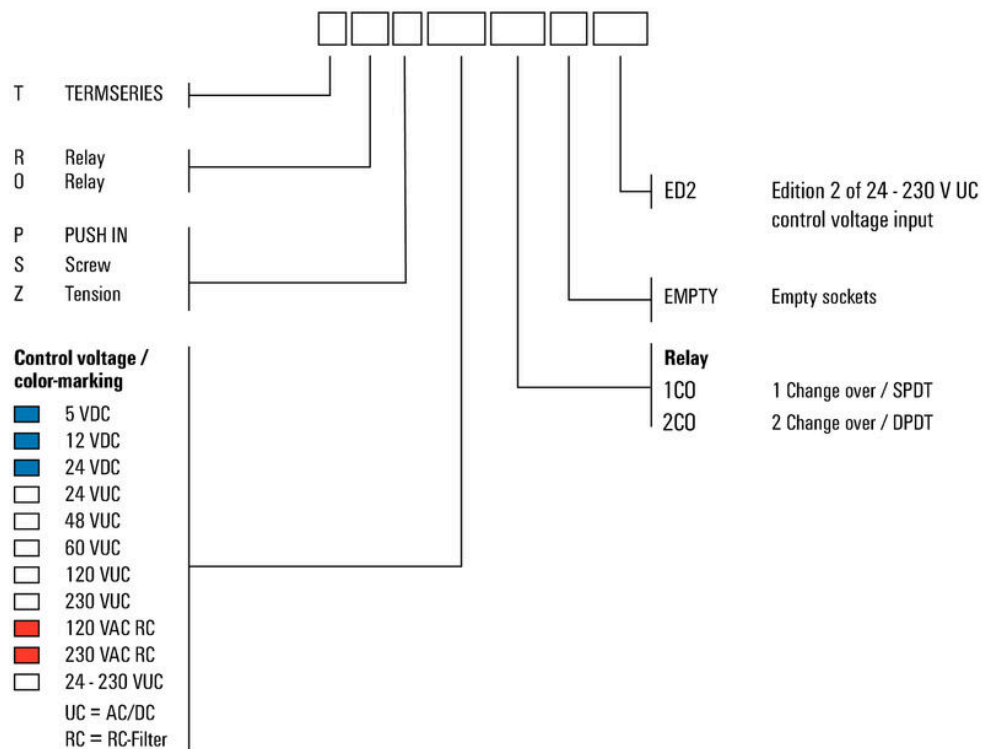 T TERMSERIES
R Relay
O Relay
P PUSH IN
S Screw
Z Tension
Control voltage /
color-marking
5 VDC
12 VDC
24 VDC
24 VUC
48 VUC
60 VUC
120 VUC
230 VUC
120 VAC RC
230 VAC RC
24 - 230 VUC
UC = AC/DC
RC = RC-Filter
ED2 Edition 2 of 24 - 230 V UC
control voltage input
EMPTY Empty sockets
Relay
1CO 1 Change over / SPDT
2CO 2 Change over / DPDT